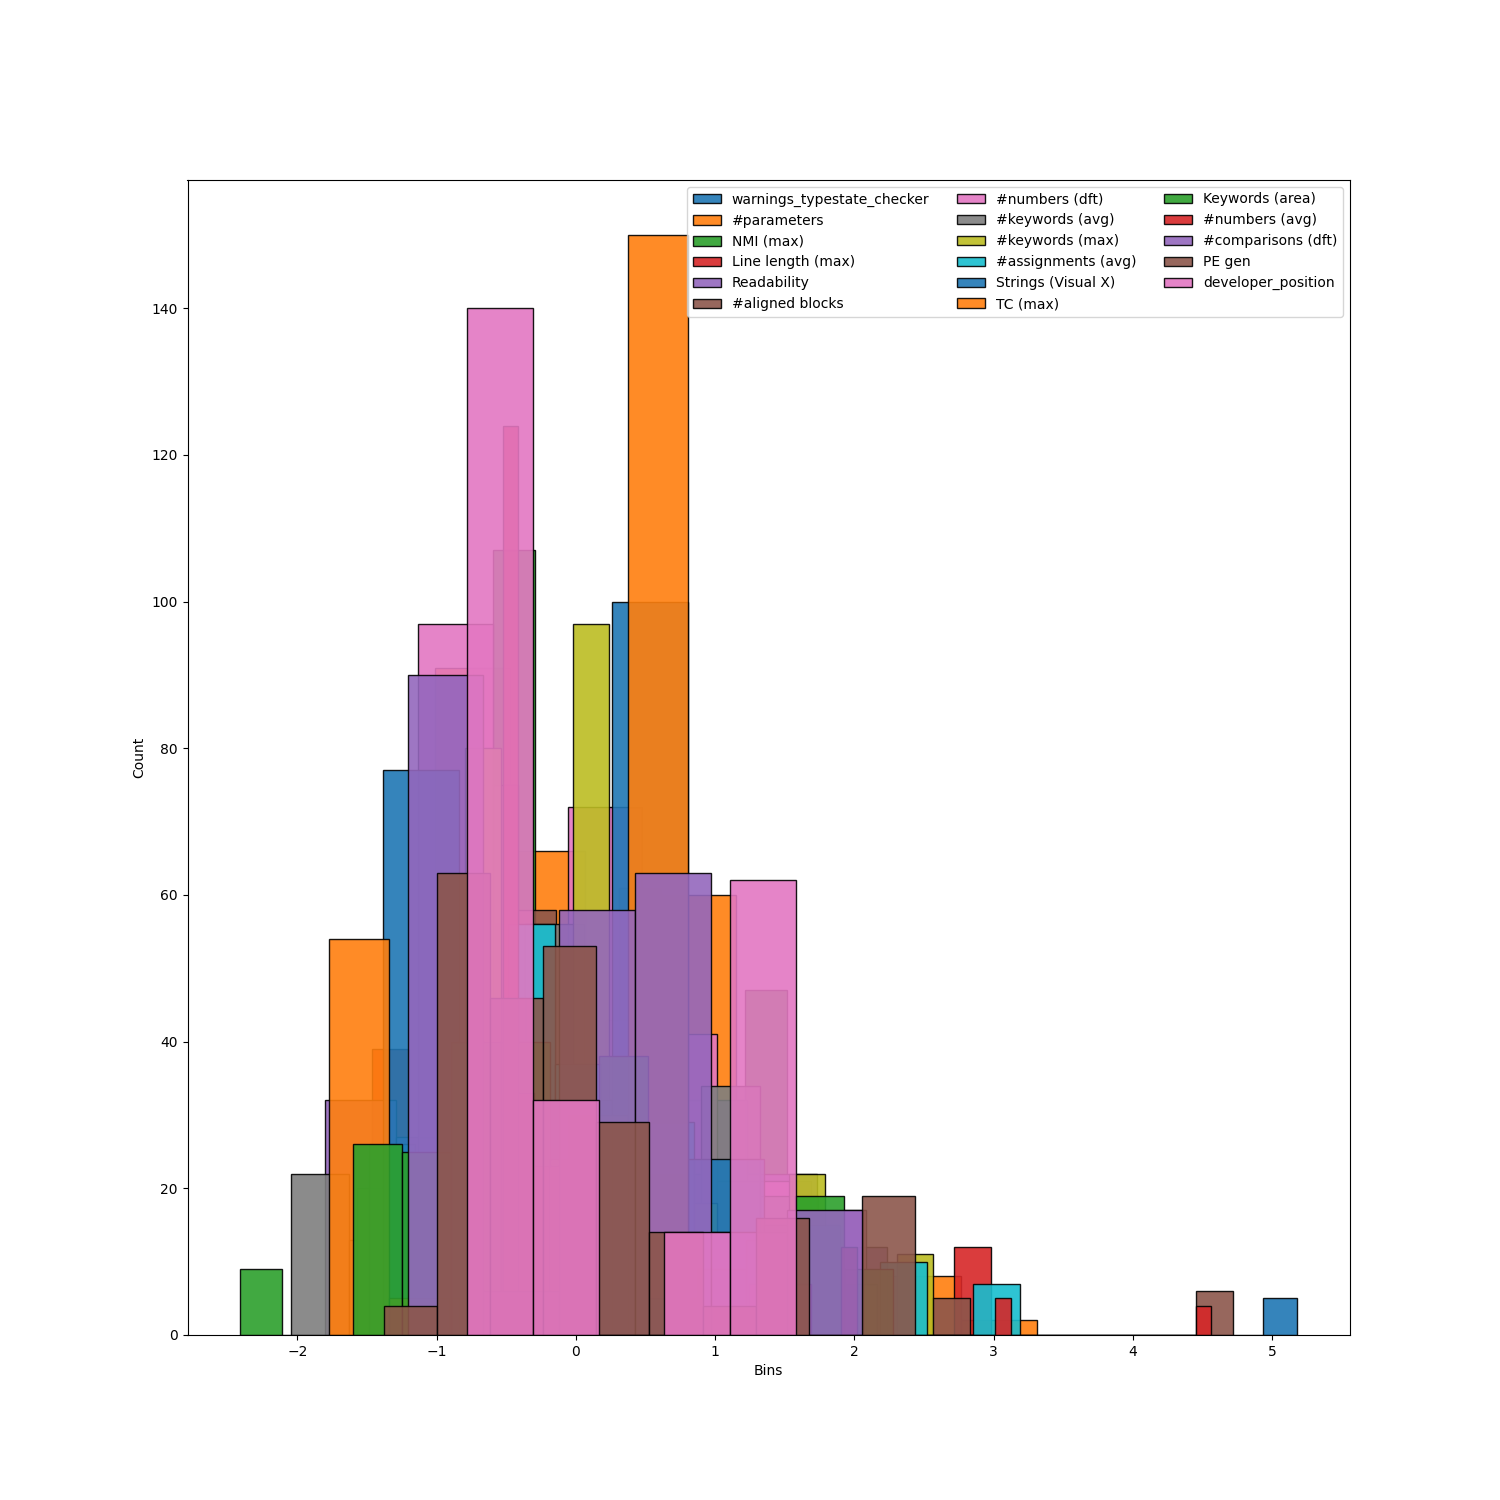 warnings_typestate_checker
#parameters
NMI (max)
Line length (max)
Readability
#aligned blocks
#numbers (dft)
#keywords (avg)
#keywords (max)
#assignments (avg)
Strings (Visual X)
TC (max)
Keywords (area)
#numbers (avg)
#comparisons (dft)
PE gen
developer_position
140
120
100
80
60
40
20
0
Count
−2 −1 0 1 2 3 4 5
Bins